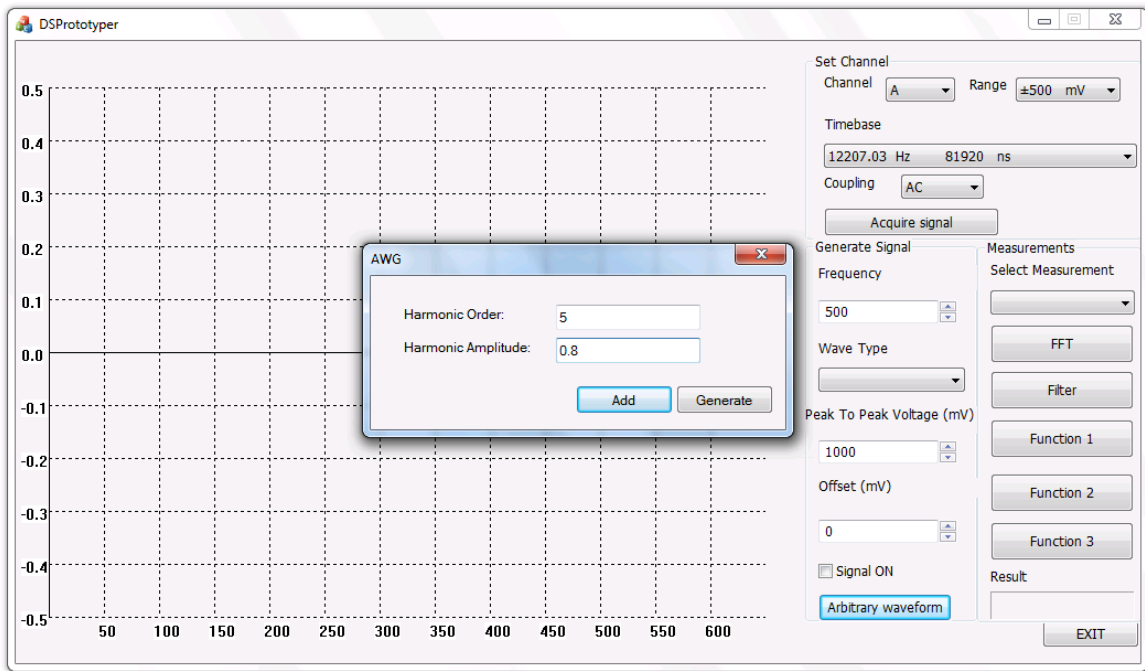 DSPrototyper
0.5
0.4
0.3
0.2
0.1
0.0
-0.1
-0.2
-0.3
-0.4
-0.5
50 100 150 200 250 300 350 400 450 500 550 600
AWG
Harmonic Order: 5
Harmonic Amplitude: 0.8
Add Generate
Set Channel
Channel A Range ±500 mV
Timebase
12207.03 Hz 81920 ns
Coupling AC
Acquire signal
Generate Signal
Frequency
500
Wave Type
Peak To Peak Voltage (mV)
1000
Offset (mV)
0
Signal ON
Arbitrary waveform
Measurements
Select Measurement
FFT
Filter
Function 1
Function 2
Function 3
Result
EXIT